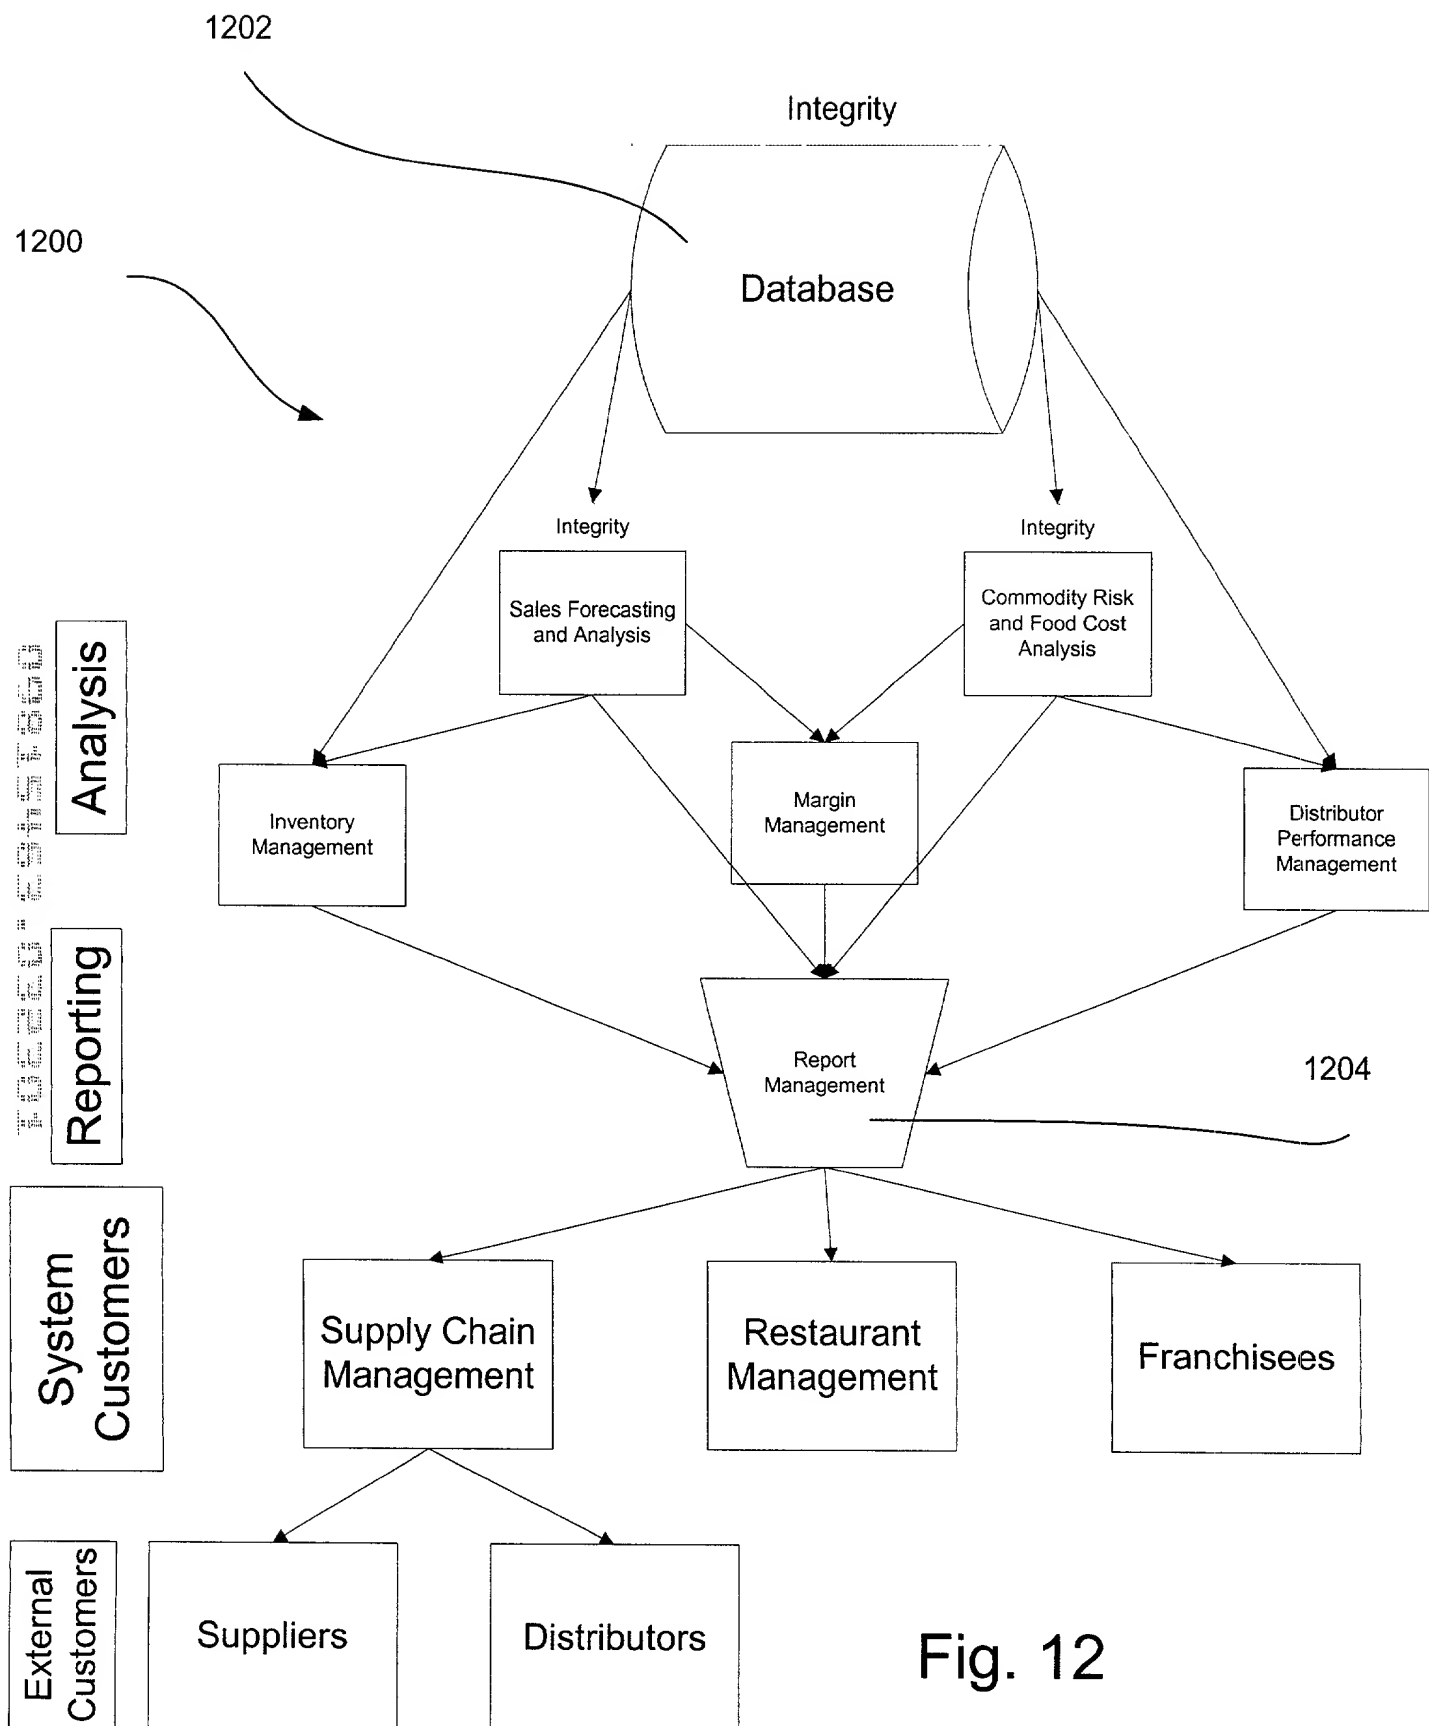 1202
Integrity
1200
Database
Integrity
Integrity
Sales Forecasting
and Analysis
Commodity Risk
and Food Cost
Analysis
Analysis
Inventory
Management
Margin
Management
Distributor
Performance
Management
Reporting
Report
Management
1204
System
Customers
Supply Chain
Management
Restaurant
Management
Franchisees
External
Customers
Suppliers
Distributors
Fig. 12